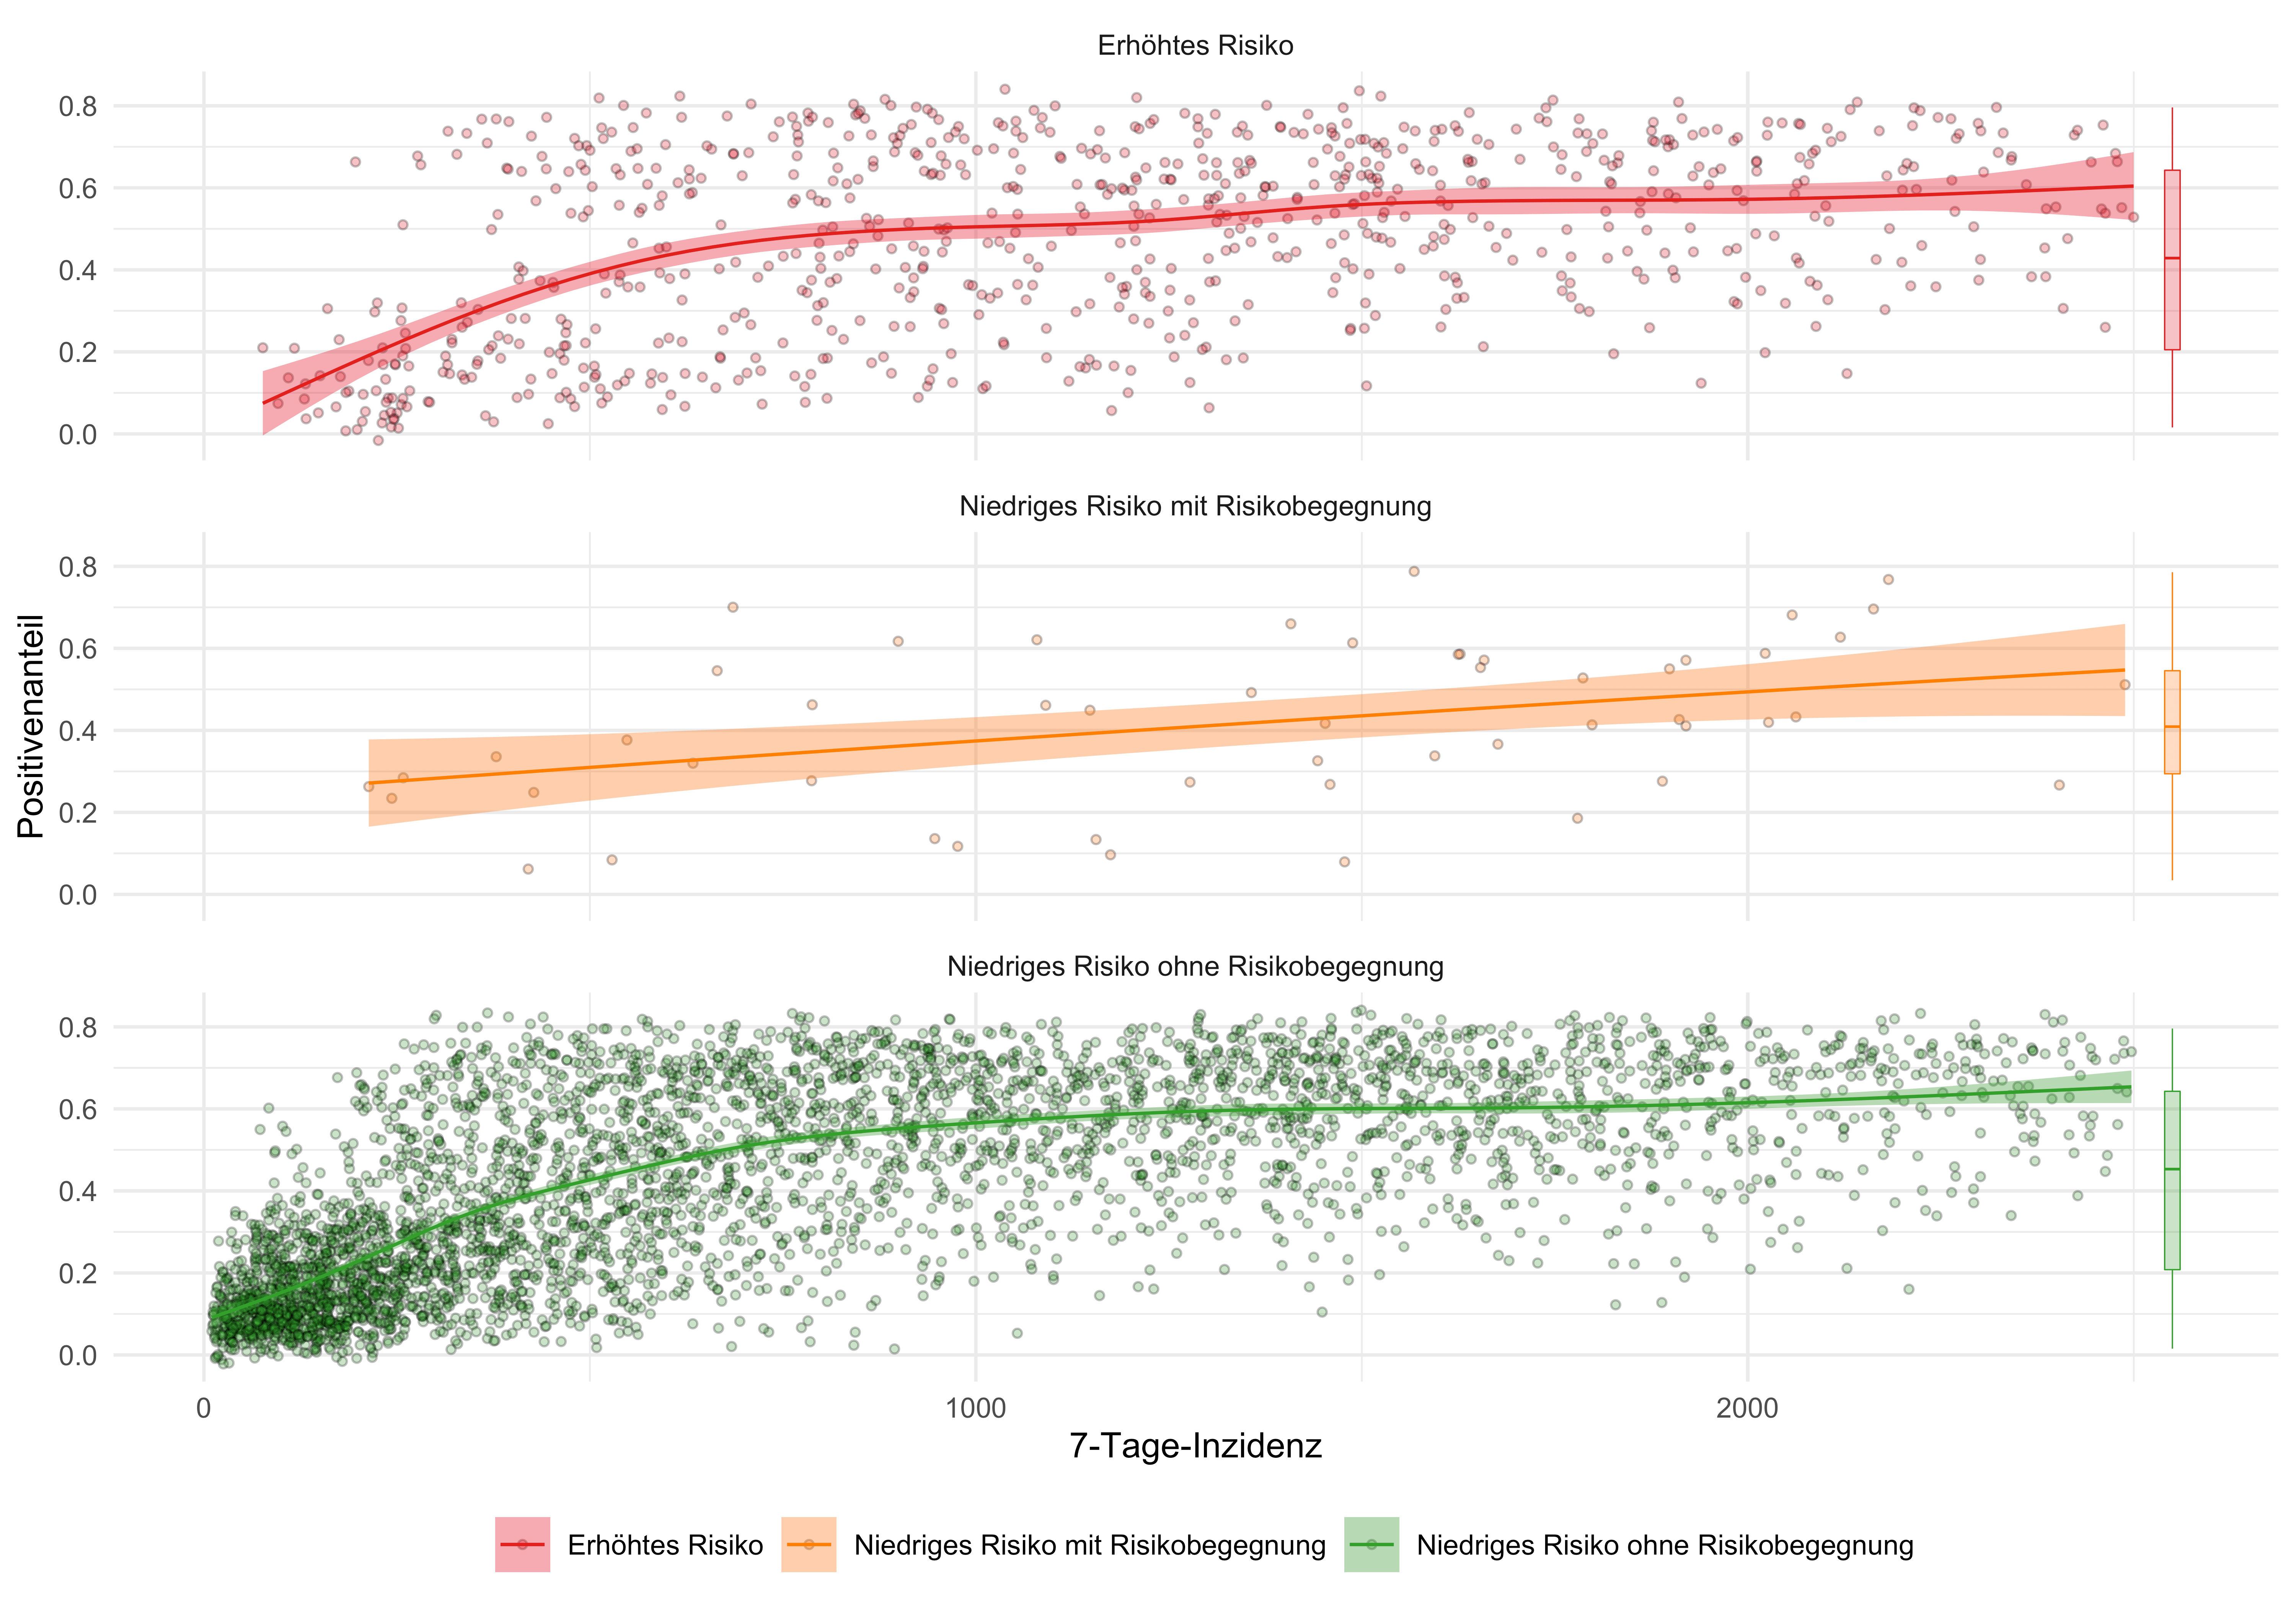 Erhöhtes Risiko
0.8
0.6
0.4
0.2
0.0
Niedriges Risiko mit Risikobegegnung
0.8
0.6
0.4
0.2
0.0
Positivenanteil
Niedriges Risiko ohne Risikobegegnung
0.8
0.6
0.4
0.2
0.0
0 1000 2000
7-Tage-Inzidenz
Erhöhtes Risiko Niedriges Risiko mit Risikobegegnung Niedriges Risiko ohne Risikobegegnung